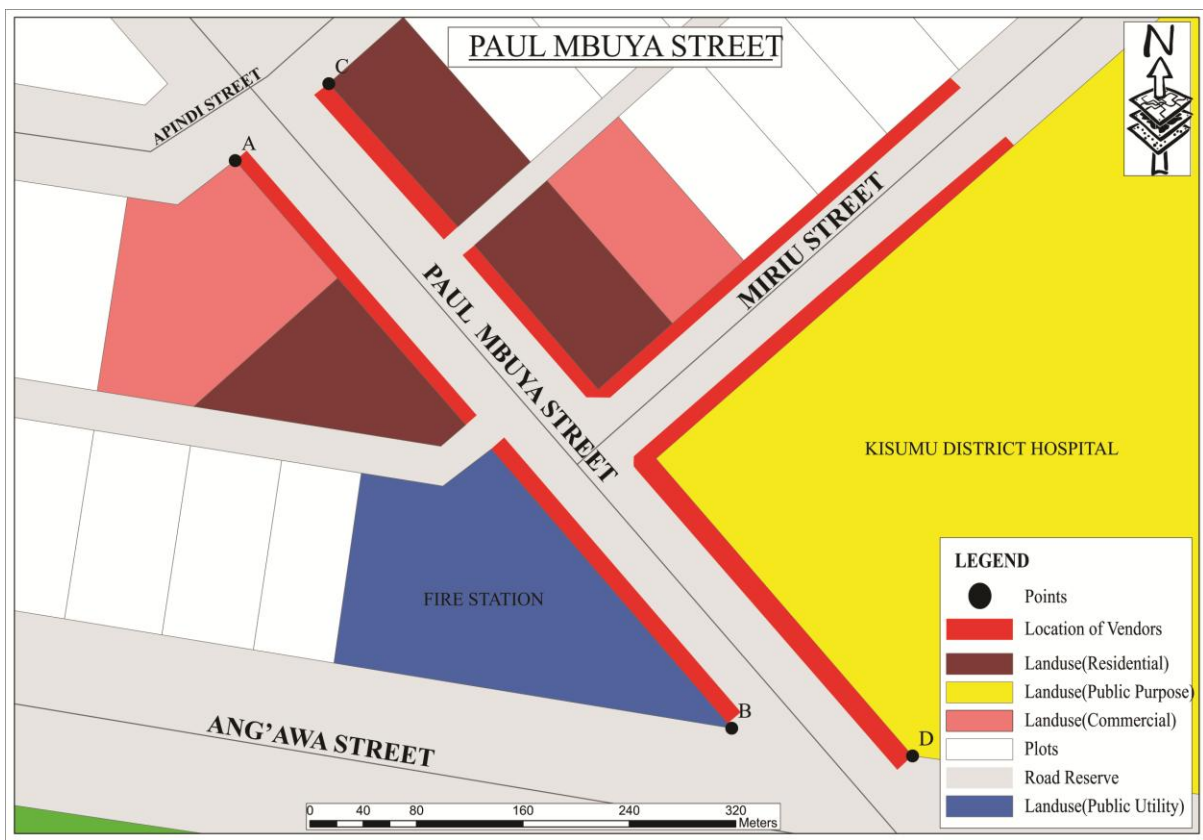 PAUL MBUYA STREET
N
C
APINDI STREET
A
MIRIU STREET
PAUL MBUYA STREET
KISUMU DISTRICT HOSPITAL
FIRE STATION
B
D
ANG'AWA STREET
LEGEND
Points
Location of Vendors
Landuse(Residential)
Landuse(Public Purpose)
Landuse(Commercial)
Plots
Road Reserve
Landuse(Public Utility)
0 40 80 160 240 320
Meters